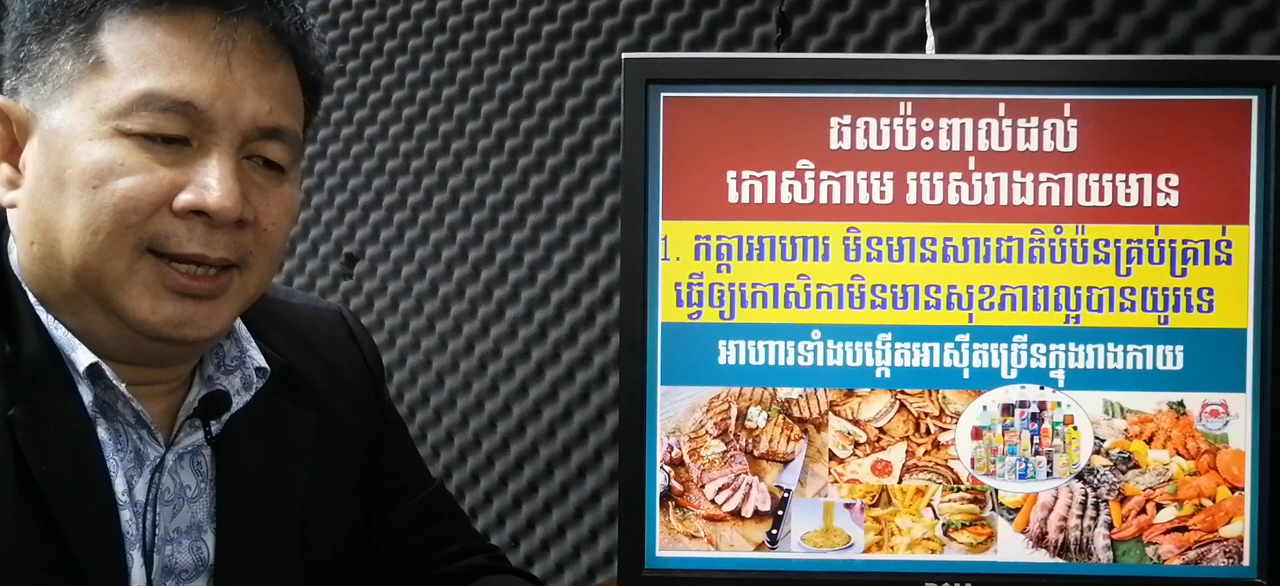 ផលប៉ះពាល់ដល់
កោសិកាមេ របស់រាងកាយមាន
1. កត្តាអាហារ មិនមានសារជាតិបំប៉នគ្រប់គ្រាន់
ធ្វើឲ្យកោសិកាមិនមានសុខភាពល្អបានយូរទេ
អាហារទាំងបង្កើតអាស៊ីតច្រើនក្នុងរាងកាយ